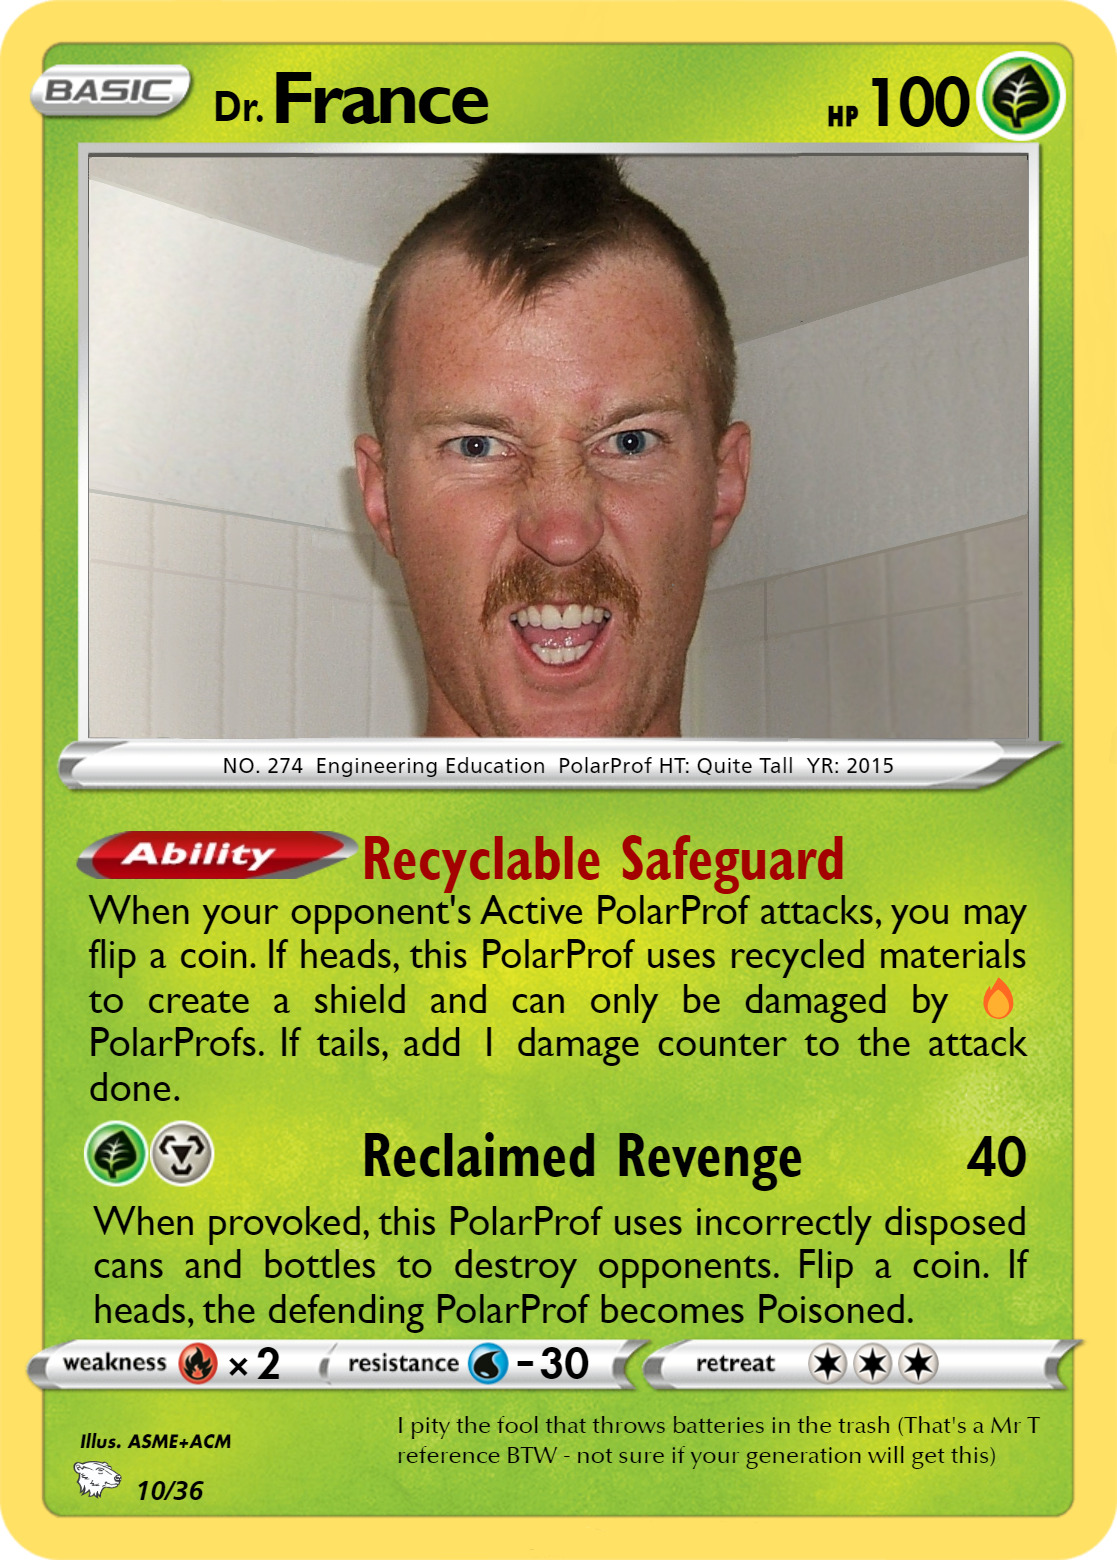 BASIC Dr. France HP 100
NO. 274 Engineering Education PolarProf HT: Quite Tall YR: 2015
Ability Recyclable Safeguard
When your opponent's Active PolarProf attacks, you may
flip a coin. If heads, this PolarProf uses recycled materials
to create a shield and can only be damaged by
PolarProfs. If tails, add 1 damage counter to the attack
done.
Reclaimed Revenge 40
When provoked, this PolarProf uses incorrectly disposed
cans and bottles to destroy opponents. Flip a coin. If
heads, the defending PolarProf becomes Poisoned.
weakness ×2 resistance -30 retreat
I pity the fool that throws batteries in the trash (That's a Mr T
reference BTW - not sure if your generation will get this)
Illus. ASME+ACM
10/36